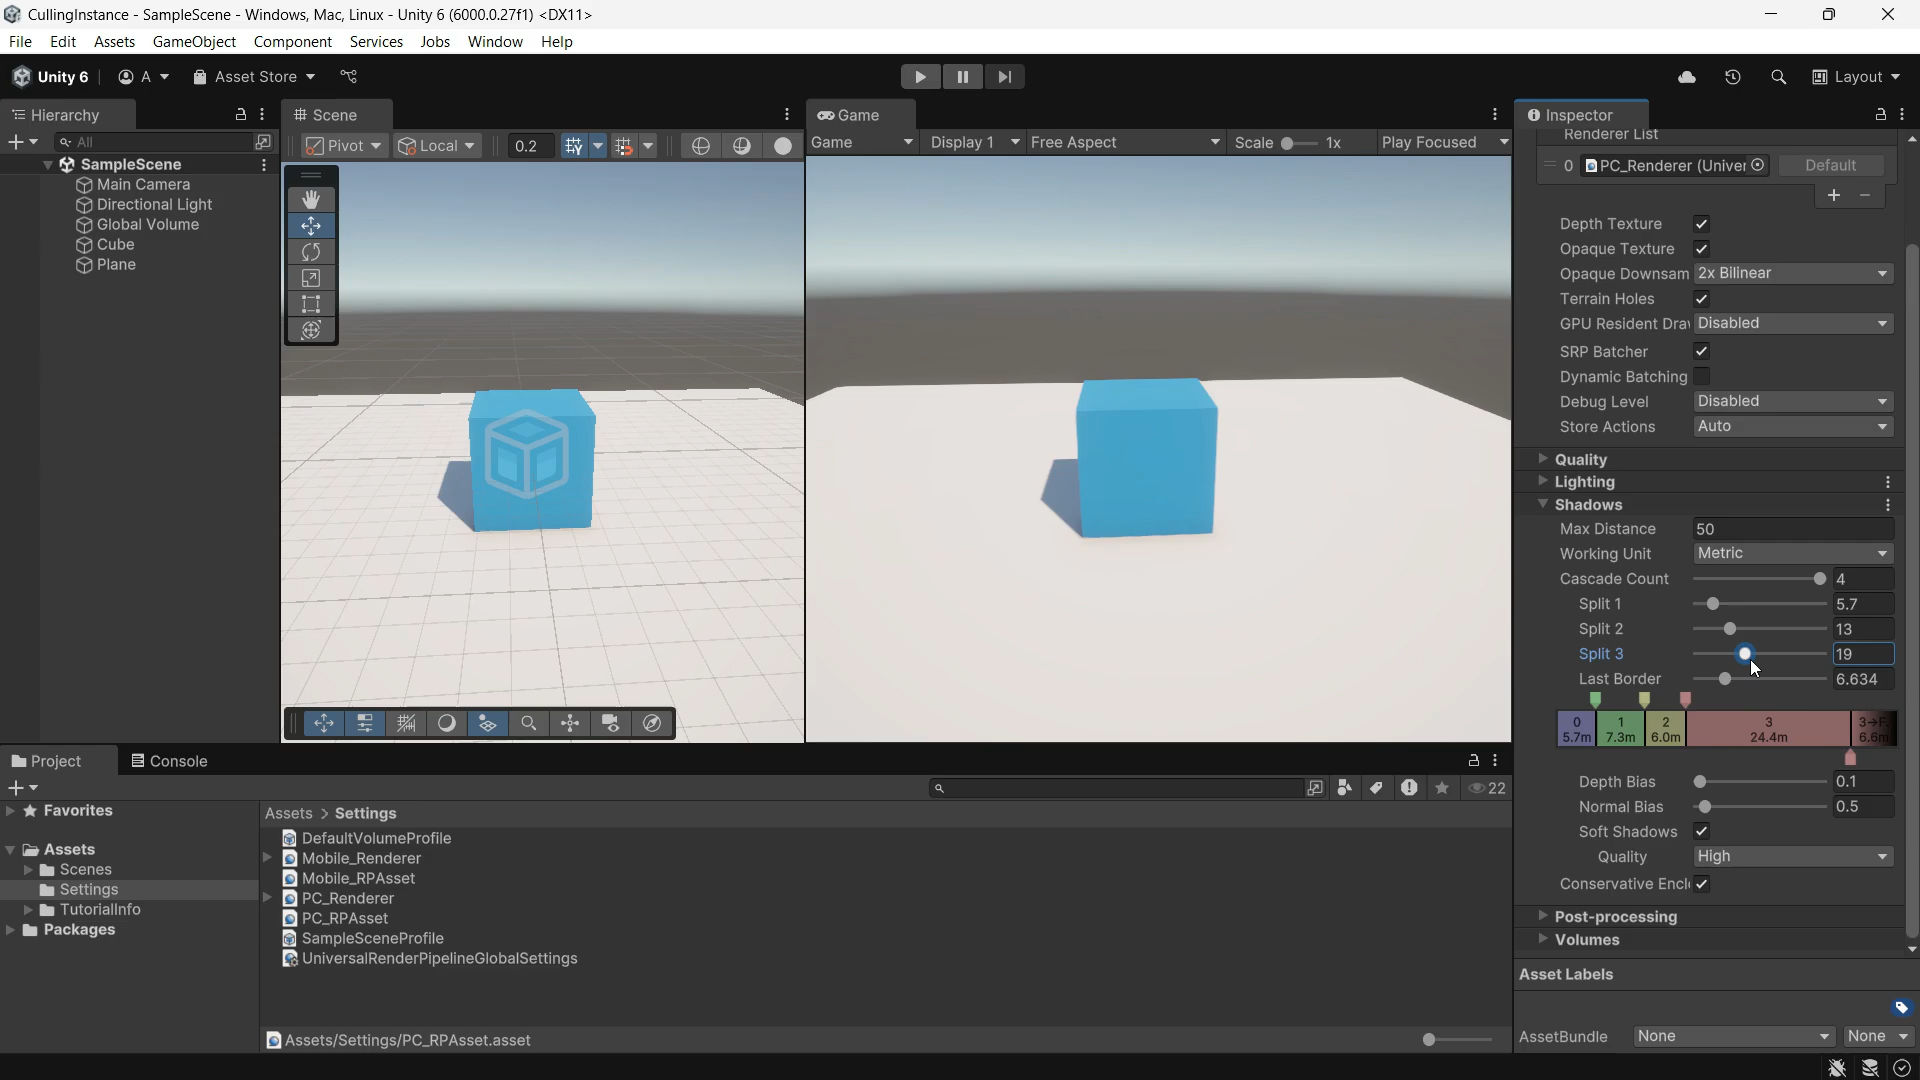 CullingInstance - SampleScene - Windows, Mac, Linux - Unity 6 (6000.0.27f1) <DX11>
File Edit Assets GameObject Component Services Jobs Window Help
Unity 6 A Asset Store Layout
Hierarchy
All
SampleScene
Main Camera
Directional Light
Global Volume
Cube
Plane
Scene
Pivot Local 0.2
Game
Game Display 1 Free Aspect Scale 1x Play Focused
Inspector
Renderer List
0 PC_Renderer (Univer Default
Depth Texture
Opaque Texture
Opaque Downsam 2x Bilinear
Terrain Holes
GPU Resident Dra Disabled
SRP Batcher
Dynamic Batching
Debug Level Disabled
Store Actions Auto
Quality
Lighting
Shadows
Max Distance 50
Working Unit Metric
Cascade Count 4
Split 1 5.7
Split 2 13
Split 3 19
Last Border 6.634
0 1 2 3 3→F.
5.7m 7.3m 6.0m 24.4m 6.6m
Depth Bias 0.1
Normal Bias 0.5
Soft Shadows
Quality High
Conservative Encl
Post-processing
Volumes
Asset Labels
AssetBundle None None
Project Console
22
Favorites
Assets
Scenes
Settings
TutorialInfo
Packages
Assets > Settings
DefaultVolumeProfile
Mobile_Renderer
Mobile_RPAsset
PC_Renderer
PC_RPAsset
SampleSceneProfile
UniversalRenderPipelineGlobalSettings
Assets/Settings/PC_RPAsset.asset